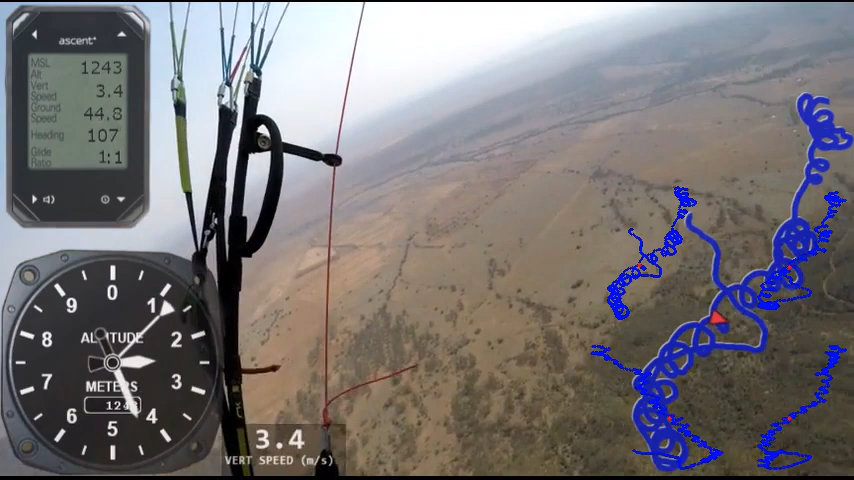 ascent*
MSL Alt 1243
Vert Speed 3.4
Ground Speed 44.8
Heading 107
Glide Ratio 1:1
0
9 1
ALTITUDE
8 2
7 3
METERS
6 4
5
3.4
VERT SPEED (m/s)